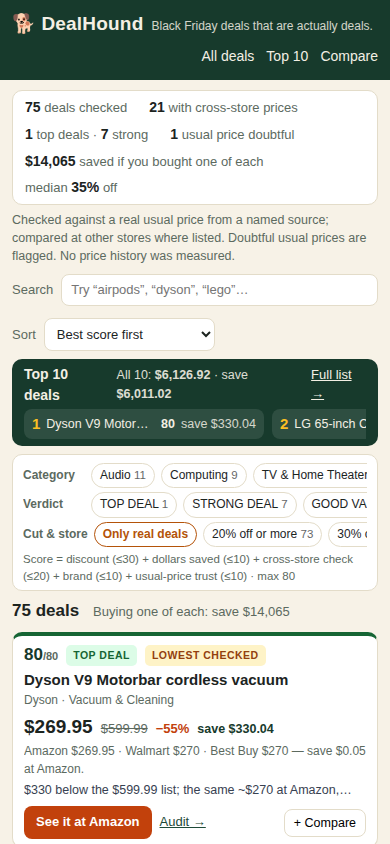 DealHound Black Friday deals that are actually deals.
All deals Top 10 Compare
75 deals checked 21 with cross-store prices
1 top deals · 7 strong 1 usual price doubtful
$14,065 saved if you bought one of each
median 35% off
Checked against a real usual price from a named source;
compared at other stores where listed. Doubtful usual prices are
flagged. No price history was measured.
Search Try “airpods”, “dyson”, “lego”…
Sort Best score first
Top 10 deals All 10: $6,126.92 · save $6,011.02 Full list →
1 Dyson V9 Motor… 80 save $330.04 2 LG 65-inch C
Category Audio 11 Computing 9 TV & Home Theater
Verdict TOP DEAL 1 STRONG DEAL 7 GOOD VA
Cut & store Only real deals 20% off or more 73 30% o
Score = discount (≤30) + dollars saved (≤10) + cross-store check
(≤20) + brand (≤10) + usual-price trust (≤10) · max 80
75 deals Buying one of each: save $14,065
80/80 TOP DEAL LOWEST CHECKED
Dyson V9 Motorbar cordless vacuum
Dyson · Vacuum & Cleaning
$269.95 $599.99 −55% save $330.04
Amazon $269.95 · Walmart $270 · Best Buy $270 — save $0.05
at Amazon.
$330 below the $599.99 list; the same ~$270 at Amazon,…
See it at Amazon Audit → + Compare